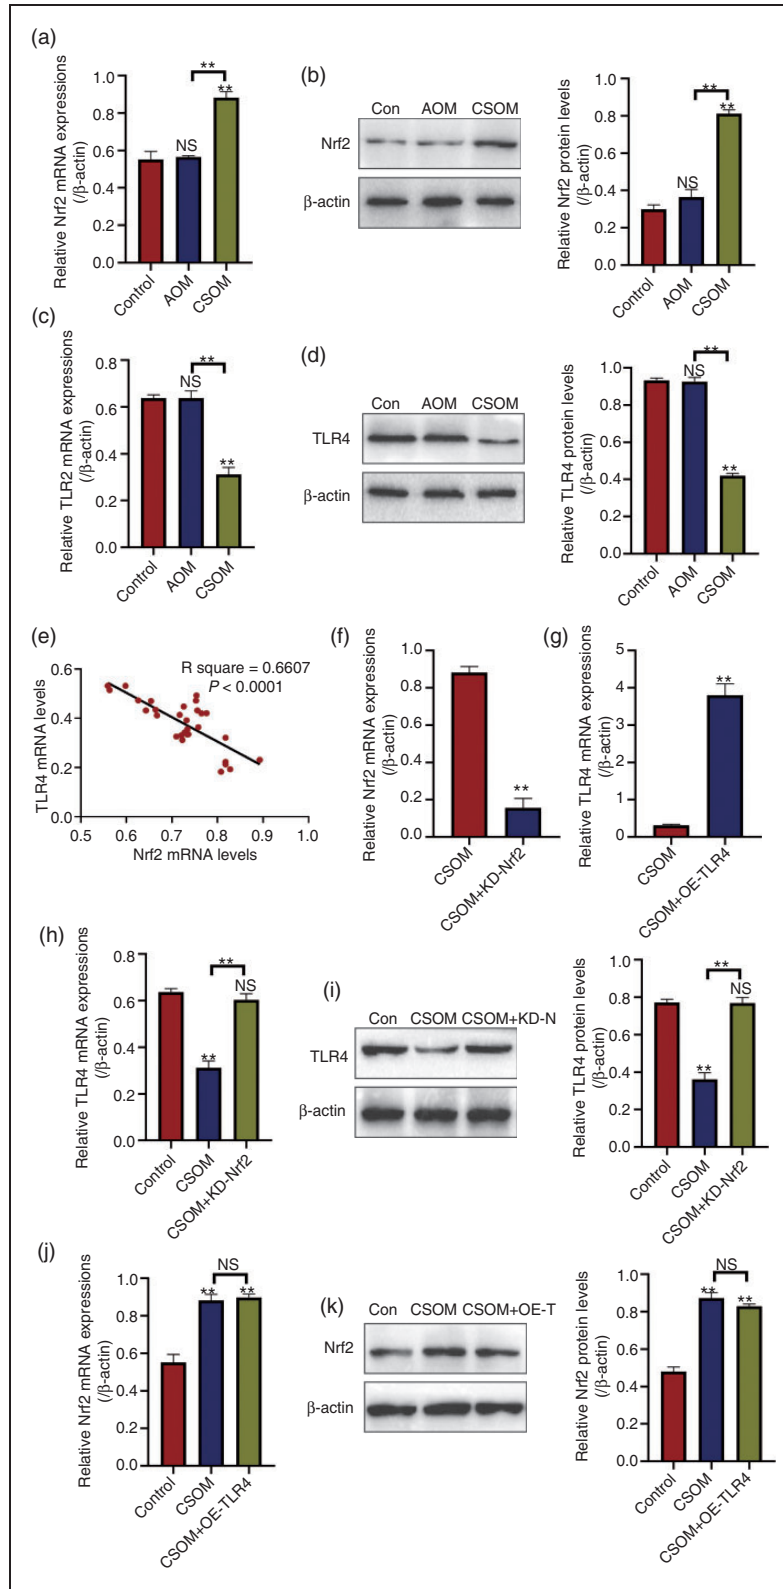 (a)
Relative Nrf2 mRNA expressions
(/β-actin)
1.0
0.8
0.6
0.4
0.2
0.0
NS
**
**
Control
AOM
CSOM
(b)
Con AOM CSOM
Nrf2
β-actin
Relative Nrf2 protein levels
(/β-actin)
1.0
0.8
0.6
0.4
0.2
0.0
NS
**
**
Control
AOM
CSOM
(c)
Relative TLR2 mRNA expressions
(/β-actin)
0.8
0.6
0.4
0.2
0.0
NS
**
**
Control
AOM
CSOM
(d)
Con AOM CSOM
TLR4
β-actin
Relative TLR4 protein levels
(/β-actin)
1.0
0.8
0.6
0.4
0.2
0.0
NS
**
**
Control
AOM
CSOM
(e)
TLR4 mRNA levels
0.6
0.4
0.2
0.0
R square = 0.6607
P < 0.0001
0.5 0.6 0.7 0.8 0.9 1.0
Nrf2 mRNA levels
(f)
Relative Nrf2 mRNA expressions
(/β-actin)
1.0
0.8
0.6
0.4
0.2
0.0
**
CSOM
CSOM+KD-Nrf2
(g)
Relative TLR4 mRNA expressions
(/β-actin)
5
4
3
2
1
0
**
CSOM
CSOM+OE-TLR4
(h)
Relative TLR4 mRNA expressions
(/β-actin)
0.8
0.6
0.4
0.2
0.0
**
**
NS
Control
CSOM
CSOM+KD-Nrf2
(i)
Con CSOM CSOM+KD-N
TLR4
β-actin
Relative TLR4 protein levels
(/β-actin)
1.0
0.8
0.6
0.4
0.2
0.0
**
**
NS
Control
CSOM
CSOM+KD-Nrf2
(j)
Relative Nrf2 mRNA expressions
(/β-actin)
1.0
0.8
0.6
0.4
0.2
0.0
NS
**
**
Control
CSOM
CSOM+OE-TLR4
(k)
Con CSOM CSOM+OE-T
Nrf2
β-actin
Relative Nrf2 protein levels
(/β-actin)
1.0
0.8
0.6
0.4
0.2
0.0
NS
**
**
Control
CSOM
CSOM+OE-TLR4